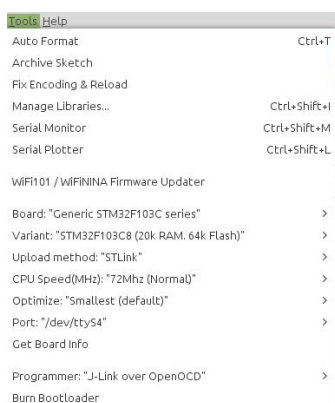 Tools Help
Auto Format Ctrl+T
Archive Sketch
Fix Encoding & Reload
Manage Libraries... Ctrl+Shift+I
Serial Monitor Ctrl+Shift+M
Serial Plotter Ctrl+Shift+L
WiFi101 / WiFiNINA Firmware Updater
Board: "Generic STM32F103C series" >
Variant: "STM32F103C8 (20k RAM. 64k Flash)" >
Upload method: "STLink" >
CPU Speed(MHz): "72Mhz (Normal)" >
Optimize: "Smallest (default)" >
Port: "/dev/ttyS4" >
Get Board Info
Programmer: "J-Link over OpenOCD" >
Burn Bootloader